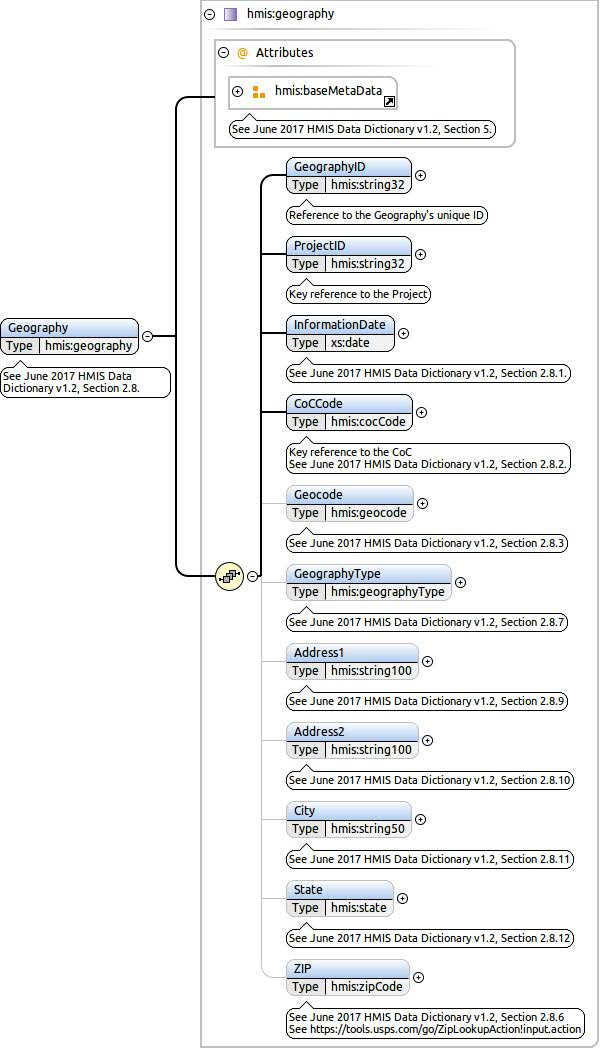 hmis:geography
Attributes
hmis:baseMetaData
See June 2017 HMIS Data Dictionary v1.2, Section 5.
GeographyID
Type hmis:string32
Reference to the Geography's unique ID
ProjectID
Type hmis:string32
Key reference to the Project
Geography
Type hmis:geography
See June 2017 HMIS Data
Dictionary v1.2, Section 2.8.
InformationDate
Type xs:date
See June 2017 HMIS Data Dictionary v1.2, Section 2.8.1.
CoCCode
Type hmis:cocCode
Key reference to the CoC
See June 2017 HMIS Data Dictionary v1.2, Section 2.8.2.
Geocode
Type hmis:geocode
See June 2017 HMIS Data Dictionary v1.2, Section 2.8.3
GeographyType
Type hmis:geographyType
See June 2017 HMIS Data Dictionary v1.2, Section 2.8.7
Address1
Type hmis:string100
See June 2017 HMIS Data Dictionary v1.2, Section 2.8.9
Address2
Type hmis:string100
See June 2017 HMIS Data Dictionary v1.2, Section 2.8.10
City
Type hmis:string50
See June 2017 HMIS Data Dictionary v1.2, Section 2.8.11
State
Type hmis:state
See June 2017 HMIS Data Dictionary v1.2, Section 2.8.12
ZIP
Type hmis:zipCode
See June 2017 HMIS Data Dictionary v1.2, Section 2.8.6
See https://tools.usps.com/go/ZipLookupAction!input.action